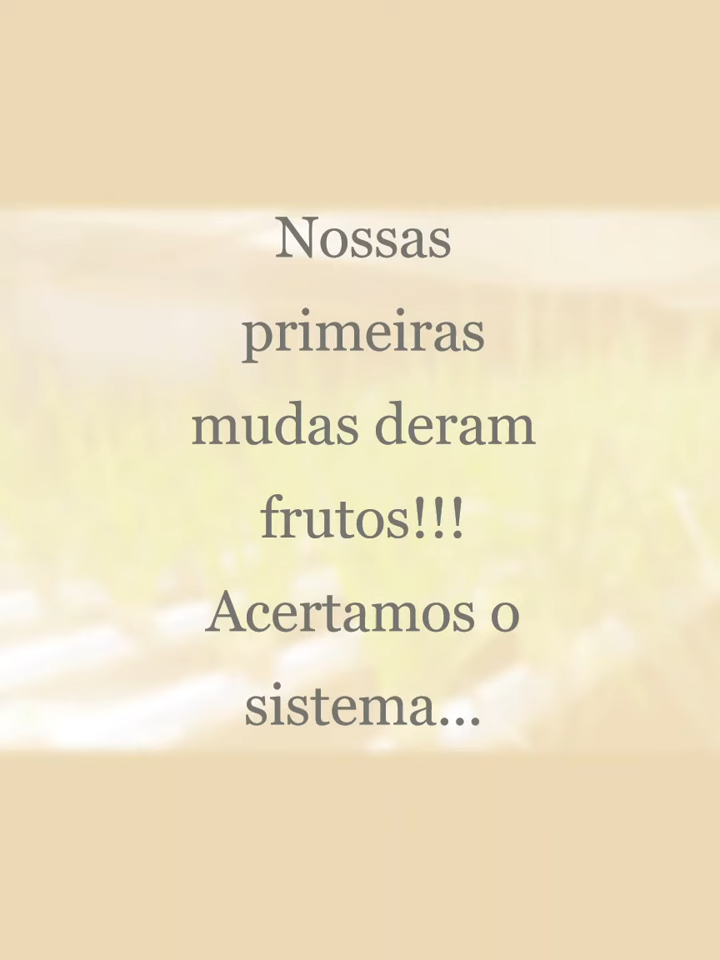 Nossas
primeiras
mudas deram
frutos!!!
Acertamos o
sistema...